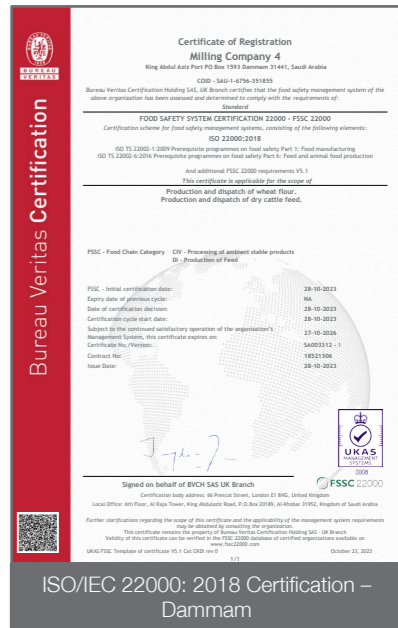 BUREAU VERITAS
Bureau Veritas Certification
Certificate of Registration
Milling Company 4
King Abdul Aziz Port PO Box 1593 Dammam 31441, Saudi Arabia
COID - SAU-1-6756-351855
Bureau Veritas Certification Holding SAS, UK Branch certifies that the food safety management system of the
above organization has been assessed and determined to comply with the requirements of:
Standard
FOOD SAFETY SYSTEM CERTIFICATION 22000 - FSSC 22000
Certification scheme for food safety management systems, consisting of the following elements:
ISO 22000:2018
ISO TS 22002-1:2009 Prerequisite programmes on food safety Part 1: Food manufacturing
ISO TS 22002-6:2016 Prerequisite programmes on food safety Part 6: Feed and animal food production
And additional FSSC 22000 requirements V5.1
This certificate is applicable for the scope of
Production and dispatch of wheat flour.
Production and dispatch of dry cattle feed.
FSSC - Food Chain Category CIV - Processing of ambient stable products
DI - Production of Feed
FSSC - Initial certification date: 28-10-2023
Expiry date of previous cycle: NA
Date of certification decision: 28-10-2023
Certification cycle start date: 28-10-2023
Subject to the continued satisfactory operation of the organization's
Management System, this certificate expires on: 27-10-2026
Certificate No./Version: SA003312 - 1
Contract No: 18521306
Issue Date: 28-10-2023
UKAS
MANAGEMENT
SYSTEMS
0008
Signed on behalf of BVCH SAS UK Branch
FSSC 22000
Certification body address: 66 Prescot Street, London E1 8HG, United Kingdom
Local Office: 6th Floor, Al Raja Tower, King Abdulaziz Road, P.O.Box 20189, Al-Khobar 31952, Kingdom of Saudi Arabia
Further clarifications regarding the scope of this certificate and the applicability of the management system requirements
may be obtained by consulting the organization.
This certificate remains the property of Bureau Veritas Certification Holding SAS - UK Branch
Validity of this certificate can be verified in the FSSC 22000 database of certified organizations available on
www.fssc22000.com
UKAS FSSC Template of certificate V5.1 Cat CKDI rev 0 October 23, 2023
1/1
ISO/IEC 22000: 2018 Certification –
Dammam